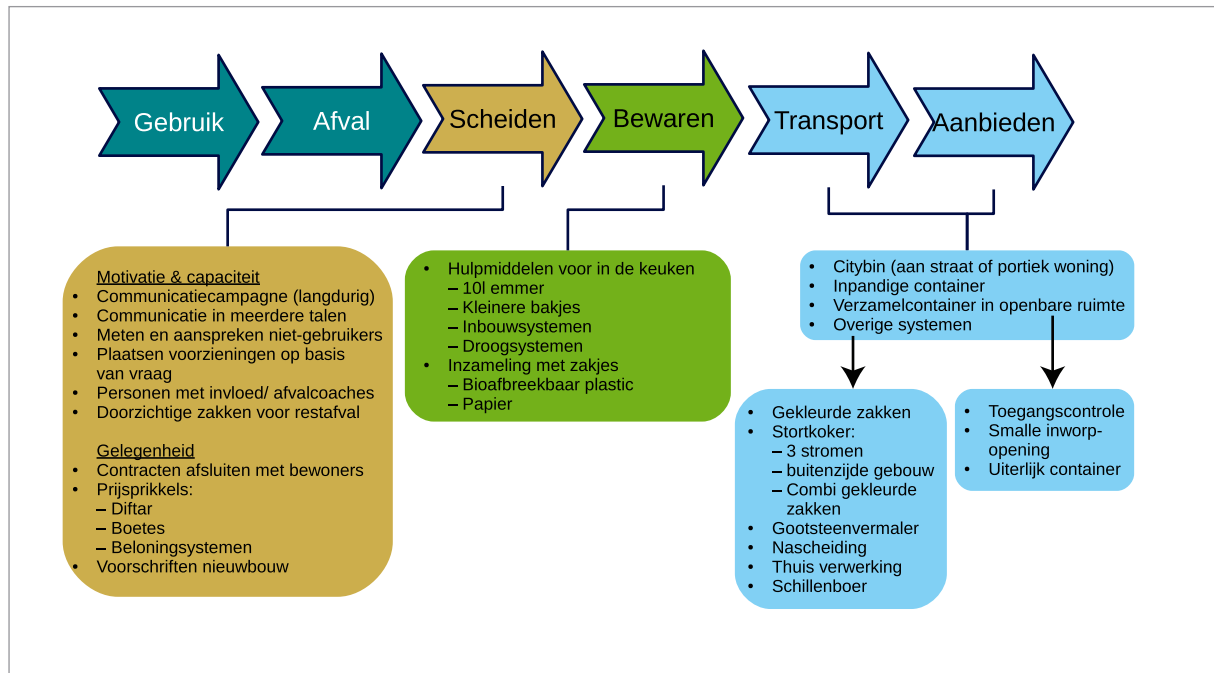 Gebruik
Afval
Scheiden
Bewaren
Transport
Aanbieden
Motivatie & capaciteit
• Communicatiecampagne (langdurig)
• Communicatie in meerdere talen
• Meten en aanspreken niet-gebruikers
• Plaatsen voorzieningen op basis
van vraag
• Personen met invloed/ afvalcoaches
• Doorzichtige zakken voor restafval
Gelegenheid
• Contracten afsluiten met bewoners
• Prijsprikkels:
– Diftar
– Boetes
– Beloningsystemen
• Voorschriften nieuwbouw
• Hulpmiddelen voor in de keuken
– 10l emmer
– Kleinere bakjes
– Inbouwsystemen
– Droogsystemen
• Inzameling met zakjes
– Bioafbreekbaar plastic
– Papier
• Citybin (aan straat of portiek woning)
• Inpandige container
• Verzamelcontainer in openbare ruimte
• Overige systemen
• Gekleurde zakken
• Stortkoker:
– 3 stromen
– buitenzijde gebouw
– Combi gekleurde
zakken
• Gootsteenvermaler
• Nascheiding
• Thuis verwerking
• Schillenboer
• Toegangscontrole
• Smalle inworp-
opening
• Uiterlijk container